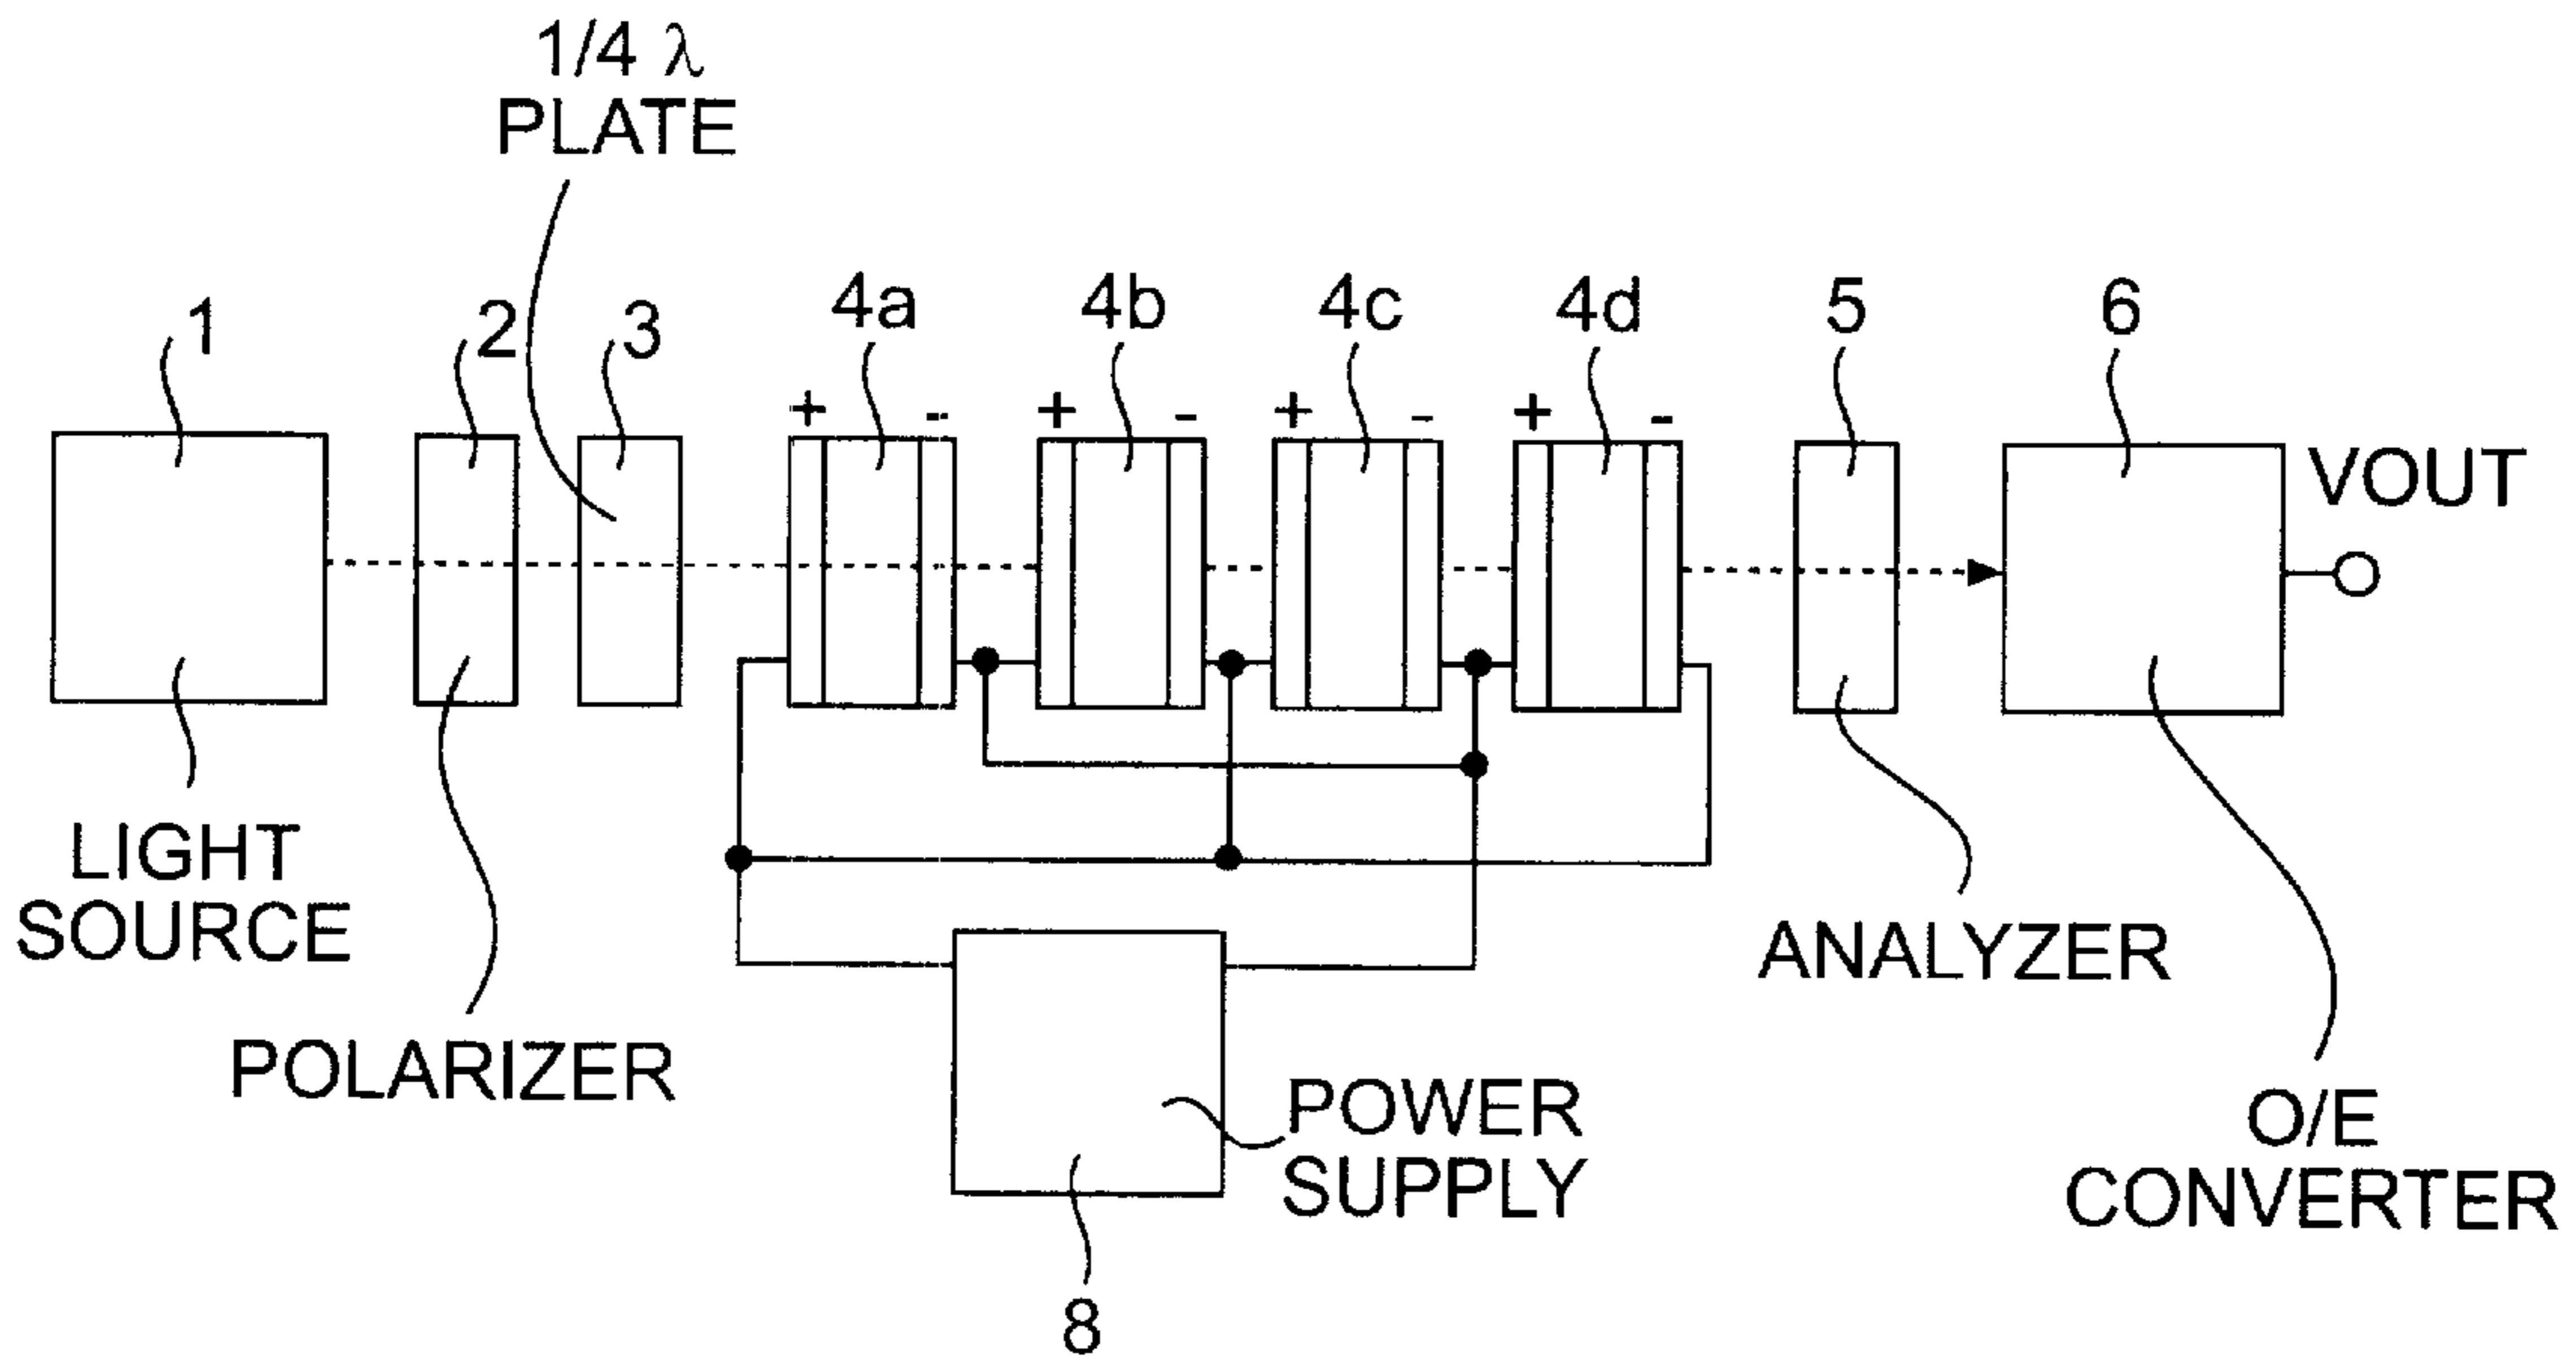 1/4 λ
PLATE
1
2
3
4a
4b
4c
4d
5
6
+ - + - + - + -
VOUT
LIGHT
SOURCE
POLARIZER
ANALYZER
POWER
SUPPLY
O/E
CONVERTER
8